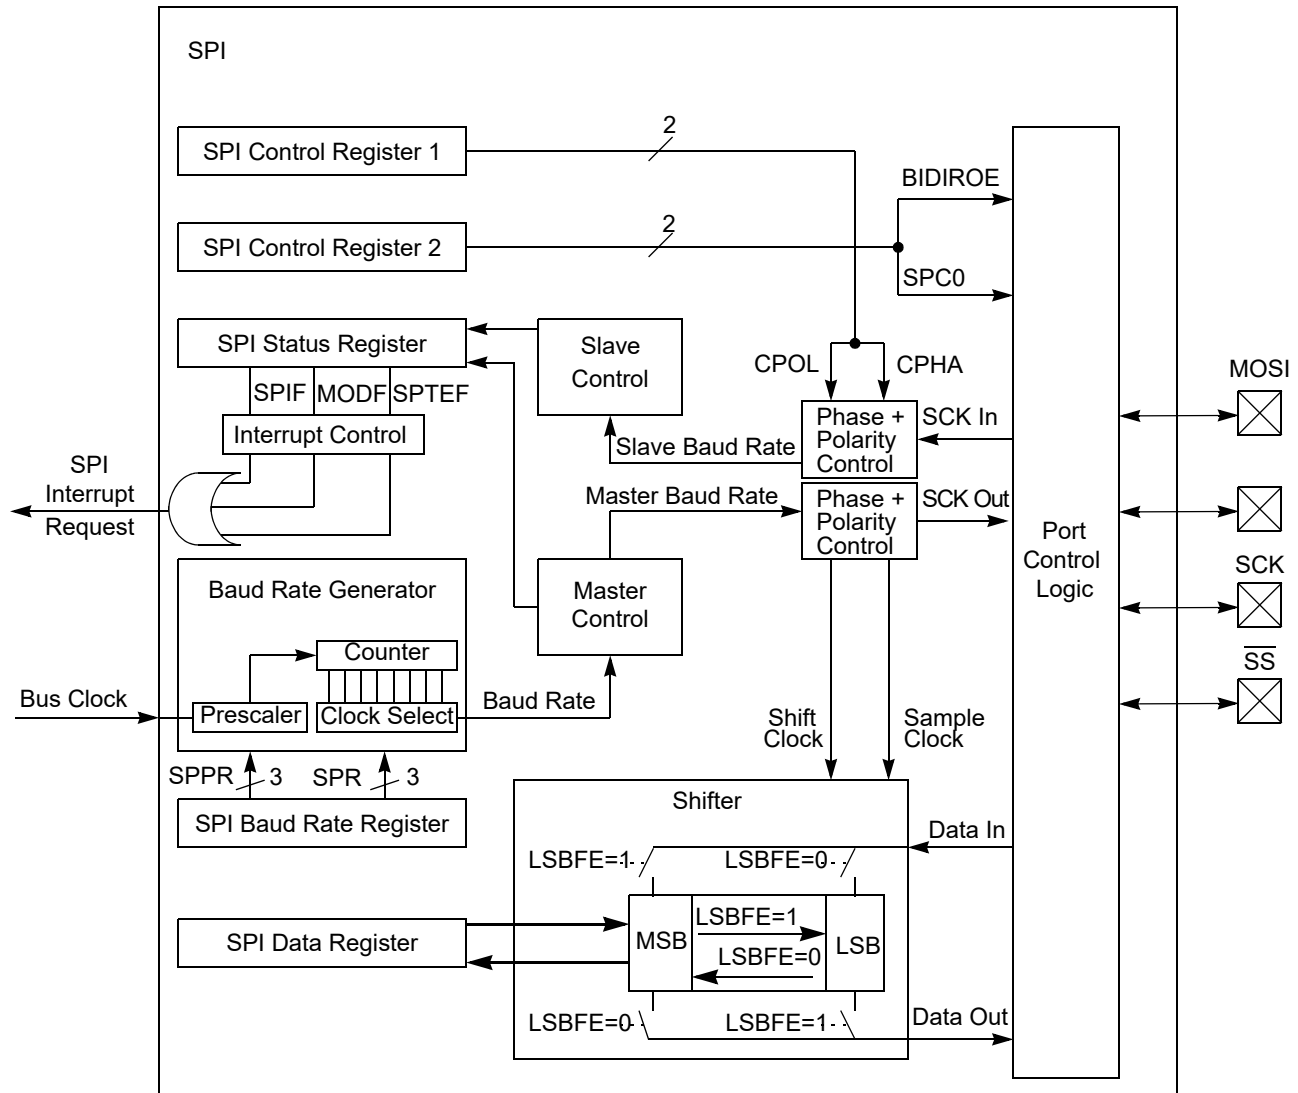 SPI
SPI Control Register 1
2
BIDIROE
SPI Control Register 2
2
SPC0
SPI Status Register
Slave
Control
CPOL
CPHA
MOSI
SPIF
MODF
SPTEF
Interrupt Control
Slave Baud Rate
Phase +
Polarity
Control
SCK In
SPI
Interrupt
Request
Master Baud Rate
Phase +
Polarity
Control
SCK Out
Port
Control
Logic
SCK
SS
Baud Rate Generator
Master
Control
Counter
Bus Clock
Prescaler
Clock Select
Baud Rate
Shift
Clock
Sample
Clock
SPPR
3
SPR
3
SPI Baud Rate Register
Shifter
Data In
LSBFE=1
LSBFE=0
SPI Data Register
MSB
LSBFE=1
LSBFE=0
LSB
LSBFE=0
LSBFE=1
Data Out